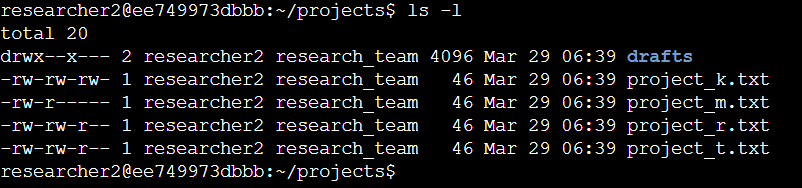 researcher2@ee749973dbbb:~/projects$ ls -l
total 20
drwx--x--- 2 researcher2 research_team 4096 Mar 29 06:39 drafts
-rw-rw-rw- 1 researcher2 research_team   46 Mar 29 06:39 project_k.txt
-rw-r----- 1 researcher2 research_team   46 Mar 29 06:39 project_m.txt
-rw-rw-r-- 1 researcher2 research_team   46 Mar 29 06:39 project_r.txt
-rw-rw-r-- 1 researcher2 research_team   46 Mar 29 06:39 project_t.txt
researcher2@ee749973dbbb:~/projects$